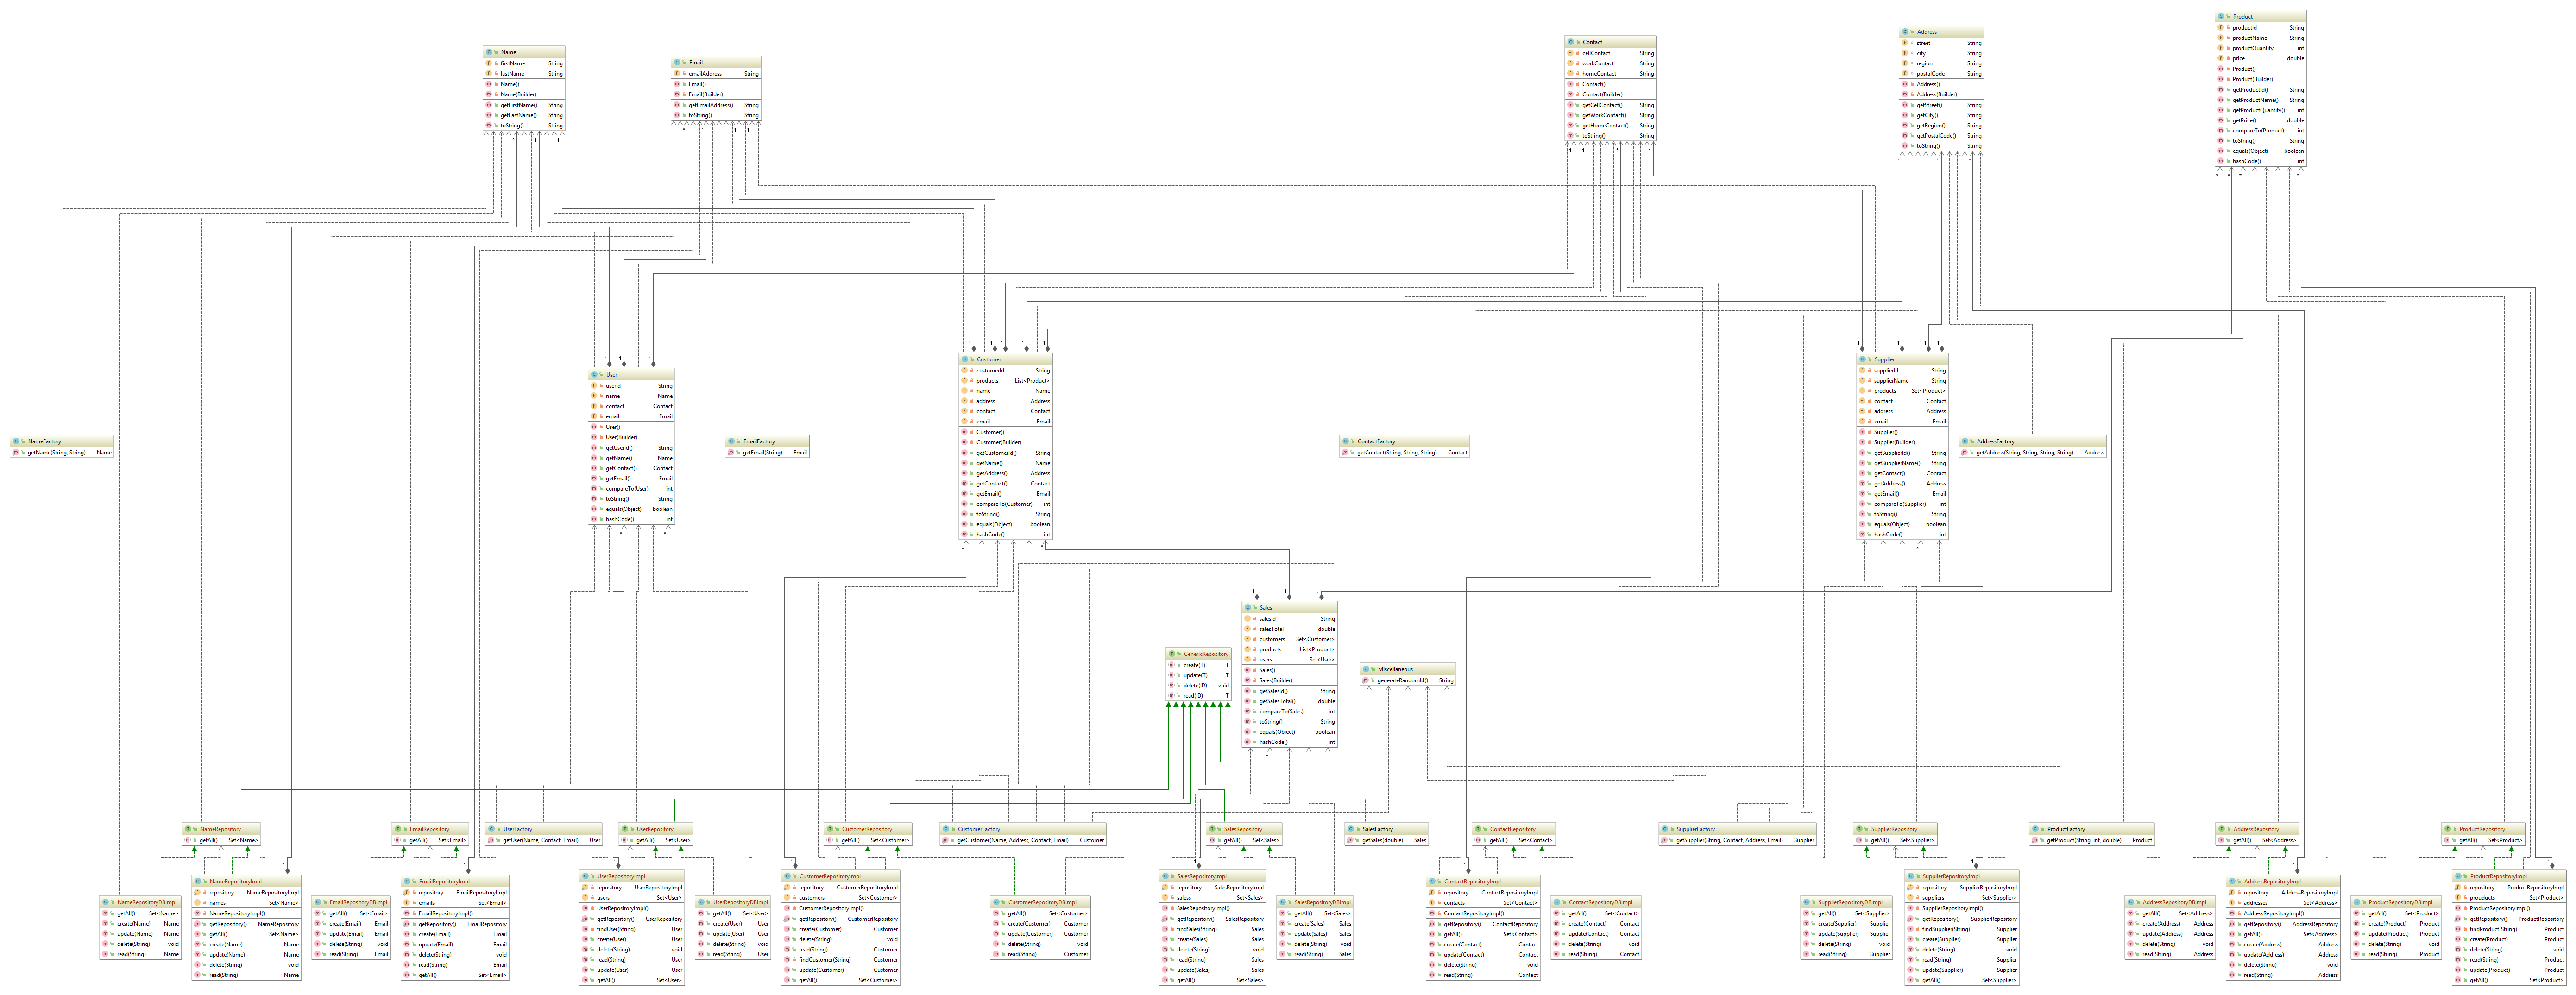 Name
firstName String
lastName String
Name()
Name(Builder)
getFirstName() String
getLastName() String
toString() String
Email
emailAddress String
Email()
Email(Builder)
getEmailAddress() String
toString() String
Contact
cellContact String
workContact String
homeContact String
Contact()
Contact(Builder)
getCellContact() String
getWorkContact() String
getHomeContact() String
toString() String
Address
street String
city String
region String
postalCode String
Address()
Address(Builder)
getStreet() String
getCity() String
getRegion() String
getPostalCode() String
toString() String
Product
productId String
productName String
productQuantity int
price double
Product()
Product(Builder)
getProductId() String
getProductName() String
getProductQuantity() int
getPrice() double
compareTo(Product) int
toString() String
equals(Object) boolean
hashCode() int
NameFactory
getName(String, String) Name
User
userId String
name Name
contact Contact
email Email
User()
User(Builder)
getUserId() String
getName() Name
getContact() Contact
getEmail() Email
compareTo(User) int
toString() String
equals(Object) boolean
hashCode() int
EmailFactory
getEmail(String) Email
Customer
customerId String
products List<Product>
name Name
address Address
contact Contact
email Email
Customer()
Customer(Builder)
getCustomerId() String
getName() Name
getAddress() Address
getContact() Contact
getEmail() Email
compareTo(Customer) int
toString() String
equals(Object) boolean
hashCode() int
ContactFactory
getContact(String, String, String) Contact
Supplier
supplierId String
supplierName String
products Set<Product>
contact Contact
address Address
email Email
Supplier()
Supplier(Builder)
getSupplierId() String
getSupplierName() String
getContact() Contact
getAddress() Address
getEmail() Email
compareTo(Supplier) int
toString() String
equals(Object) boolean
hashCode() int
AddressFactory
getAddress(String, String, String, String) Address
GenericRepository
create(T) T
update(T) T
delete(ID) void
read(ID) T
Sales
salesId String
salesTotal double
customers Set<Customer>
products List<Product>
users Set<User>
Sales()
Sales(Builder)
getSalesId() String
getSalesTotal() double
compareTo(Sales) int
toString() String
equals(Object) boolean
hashCode() int
Miscellaneous
generateRandomId() String
NameRepository
getAll() Set<Name>
EmailRepository
getAll() Set<Email>
UserFactory
getUser(Name, Contact, Email) User
UserRepository
getAll() Set<User>
CustomerRepository
getAll() Set<Customer>
CustomerFactory
getCustomer(Name, Address, Contact, Email) Customer
SalesRepository
getAll() Set<Sales>
SalesFactory
getSales(double) Sales
ContactRepository
getAll() Set<Contact>
SupplierFactory
getSupplier(String, Contact, Address, Email) Supplier
SupplierRepository
getAll() Set<Supplier>
ProductFactory
getProduct(String, int, double) Product
AddressRepository
getAll() Set<Address>
ProductRepository
getAll() Set<Product>
NameRepositoryDBImpl
getAll() Set<Name>
create(Name) Name
update(Name) Name
delete(String) void
read(String) Name
NameRepositoryImpl
repository NameRepositoryImpl
names Set<Name>
NameRepositoryImpl()
getRepository() NameRepository
getAll() Set<Name>
create(Name) Name
update(Name) Name
delete(String) void
read(String) Name
EmailRepositoryDBImpl
getAll() Set<Email>
create(Email) Email
update(Email) Email
delete(String) void
read(String) Email
EmailRepositoryImpl
repository EmailRepositoryImpl
emails Set<Email>
EmailRepositoryImpl()
getRepository() EmailRepository
create(Email) Email
update(Email) Email
delete(String) void
read(String) Email
getAll() Set<Email>
UserRepositoryImpl
repository UserRepositoryImpl
users Set<User>
UserRepositoryImpl()
getRepository() UserRepository
findUser(String) User
create(User) User
delete(String) void
read(String) User
update(User) User
getAll() Set<User>
UserRepositoryDBImpl
getAll() Set<User>
create(User) User
update(User) User
delete(String) void
read(String) User
CustomerRepositoryImpl
repository CustomerRepositoryImpl
customers Set<Customer>
CustomerRepositoryImpl()
getRepository() CustomerRepository
create(Customer) Customer
delete(String) void
read(String) Customer
findCustomer(String) Customer
update(Customer) Customer
getAll() Set<Customer>
CustomerRepositoryDBImpl
getAll() Set<Customer>
create(Customer) Customer
update(Customer) Customer
delete(String) void
read(String) Customer
SalesRepositoryImpl
repository SalesRepositoryImpl
saless Set<Sales>
SalesRepositoryImpl()
getRepository() SalesRepository
findSales(String) Sales
create(Sales) Sales
delete(String) void
read(String) Sales
update(Sales) Sales
getAll() Set<Sales>
SalesRepositoryDBImpl
getAll() Set<Sales>
create(Sales) Sales
update(Sales) Sales
delete(String) void
read(String) Sales
ContactRepositoryImpl
repository ContactRepositoryImpl
contacts Set<Contact>
ContactRepositoryImpl()
getRepository() ContactRepository
getAll() Set<Contact>
create(Contact) Contact
update(Contact) Contact
delete(String) void
read(String) Contact
ContactRepositoryDBImpl
getAll() Set<Contact>
create(Contact) Contact
update(Contact) Contact
delete(String) void
read(String) Contact
SupplierRepositoryDBImpl
getAll() Set<Supplier>
create(Supplier) Supplier
update(Supplier) Supplier
delete(String) void
read(String) Supplier
SupplierRepositoryImpl
repository SupplierRepositoryImpl
suppliers Set<Supplier>
SupplierRepositoryImpl()
getRepository() SupplierRepository
findSupplier(String) Supplier
create(Supplier) Supplier
delete(String) void
read(String) Supplier
update(Supplier) Supplier
getAll() Set<Supplier>
AddressRepositoryDBImpl
getAll() Set<Address>
create(Address) Address
update(Address) Address
delete(String) void
read(String) Address
AddressRepositoryImpl
repository AddressRepositoryImpl
addresses Set<Address>
AddressRepositoryImpl()
getRepository() AddressRepository
getAll() Set<Address>
create(Address) Address
update(Address) Address
delete(String) void
read(String) Address
ProductRepositoryDBImpl
getAll() Set<Product>
create(Product) Product
update(Product) Product
delete(String) void
read(String) Product
ProductRepositoryImpl
repository ProductRepositoryImpl
products Set<Product>
ProductRepositoryImpl()
getRepository() ProductRepository
findProduct(String) Product
create(Product) Product
delete(String) void
read(String) Product
update(Product) Product
getAll() Set<Product>